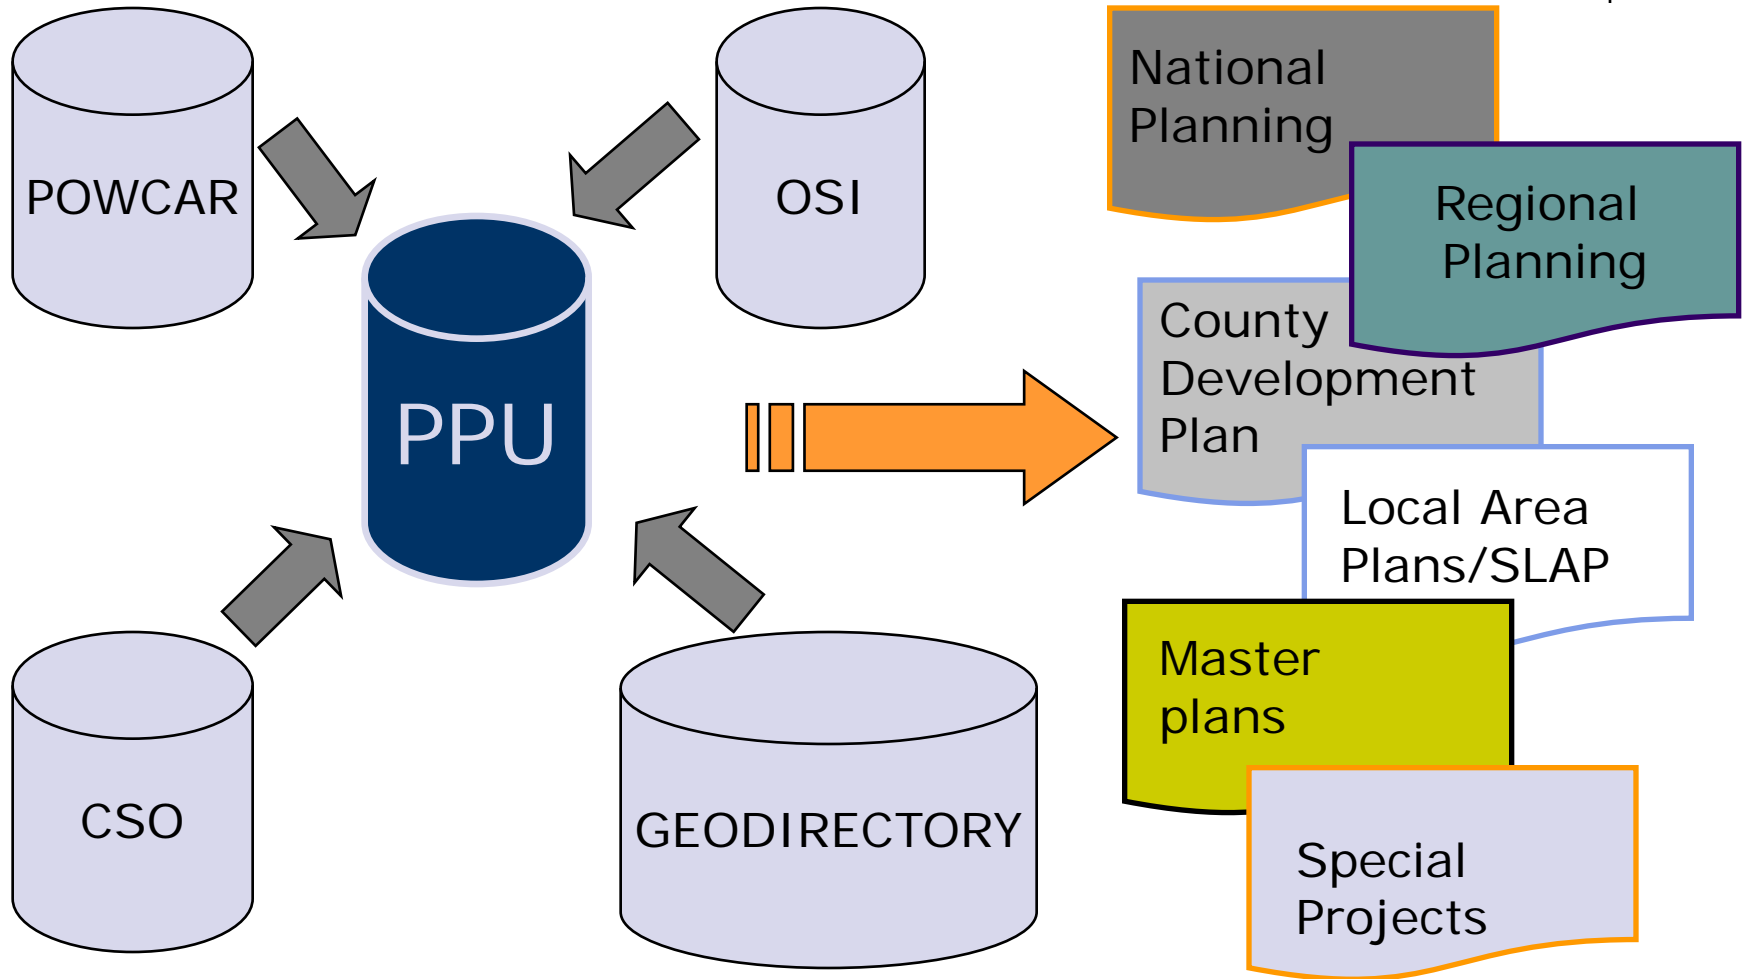 POWCAR
OSI
PPU
CSO
GEODIRECTORY
National
Planning
Regional
Planning
County
Development
Plan
Local Area
Plans/SLAP
Master
plans
Special
Projects